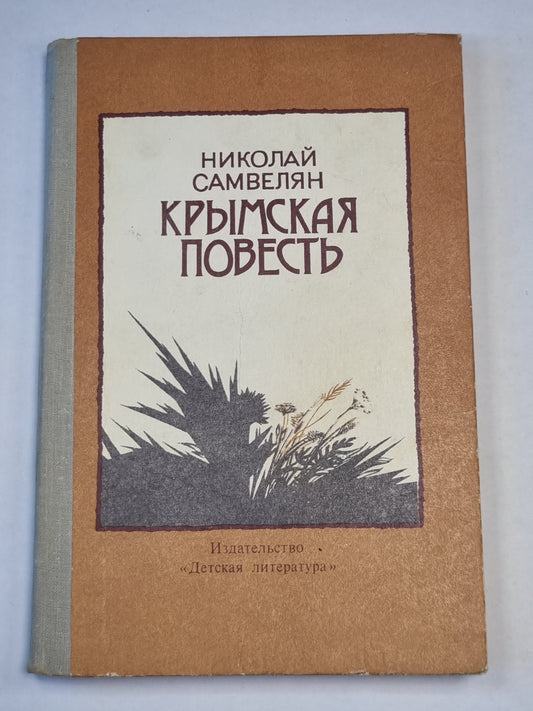 НИКОЛАЙ
САМВЕЛЯН
КРЫМСКАЯ
ПОВЕСТЬ
Издательство
«Детская литература»